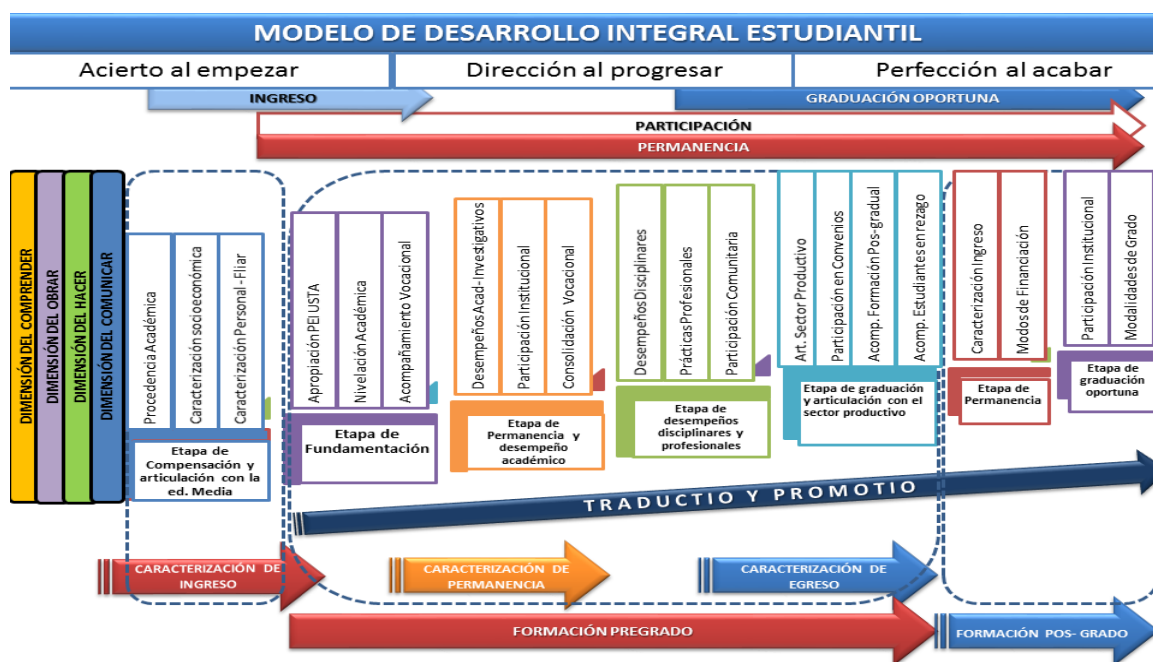 MODELO DE DESARROLLO INTEGRAL ESTUDIANTIL
Acierto al empezar
Dirección al progresar
Perfección al acabar
INGRESO
GRADUACIÓN OPORTUNA
PARTICIPACIÓN
PERMANENCIA
DIMENSIÓN DEL COMPRENDER
DIMENSIÓN DEL OBRAR
DIMENSIÓN DEL HACER
DIMENSIÓN DEL COMUNICAR
Procedencia Académica
Caracterización socioeconómica
Caracterización Personal - Fliar
Etapa de
Compensación y
articulación con la
ed. Media
Apropiación PEI USTA
Nivelación Académica
Acompañamiento Vocacional
Etapa de
Fundamentación
Desempeños Acad- Investigativos
Participación Institucional
Consolidación Vocacional
Etapa de
Permanencia y
desempeño
académico
Desempeños Disciplinares
Prácticas Profesionales
Participación Comunitaria
Etapa de
desempeños
disciplinares y
profesionales
Art. Sector Productivo
Participación en Convenios
Acomp. Formación Pos-gradual
Acomp. Estudiantes en rezago
Etapa de graduación
y articulación con el
sector productivo
Caracterización Ingreso
Modos de Financiación
Etapa de
Permanencia
Participación Institucional
Modalidades de Grado
Etapa de
graduación
oportuna
TRADUCTIO Y PROMOTIO
CARACTERIZACIÓN DE
INGRESO
CARACTERIZACIÓN DE
PERMANENCIA
CARACTERIZACIÓN DE
EGRESO
FORMACIÓN PREGRADO
FORMACIÓN POS- GRADO